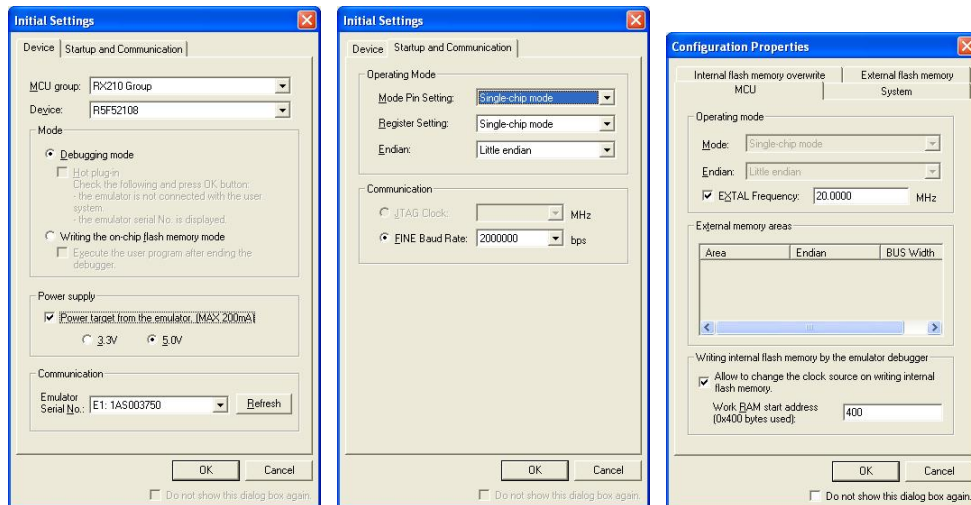 Initial Settings
Device
Startup and Communication
MCU group:
RX210 Group
Device:
R5F52108
Mode
Debugging mode
Hot plug-in
Check the following and press OK button:
- the emulator is not connected with the user
system.
- the emulator serial No. is displayed.
Writing the on-chip flash memory mode
Execute the user program after ending the
debugger.
Power supply
Power target from the emulator. (MAX 200mA)
3.3V
5.0V
Communication
Emulator
Serial No.:
E1: 1AS003750
Refresh
OK
Cancel
Do not show this dialog box again.
Initial Settings
Device
Startup and Communication
Operating Mode
Mode Pin Setting:
Single-chip mode
Register Setting:
Single-chip mode
Endian:
Little endian
Communication
JTAG Clock:
MHz
FINE Baud Rate:
2000000
bps
OK
Cancel
Do not show this dialog box again.
Configuration Properties
Internal flash memory overwrite
External flash memory
MCU
System
Operating mode
Mode:
Single-chip mode
Endian:
Little endian
EXTAL Frequency:
20.0000
MHz
External memory areas
Area
Endian
BUS Width
Writing internal flash memory by the emulator debugger
Allow to change the clock source on writing internal
flash memory.
Work RAM start address
(0x400 bytes used):
400
OK
Cancel
Do not show this dialog box again.